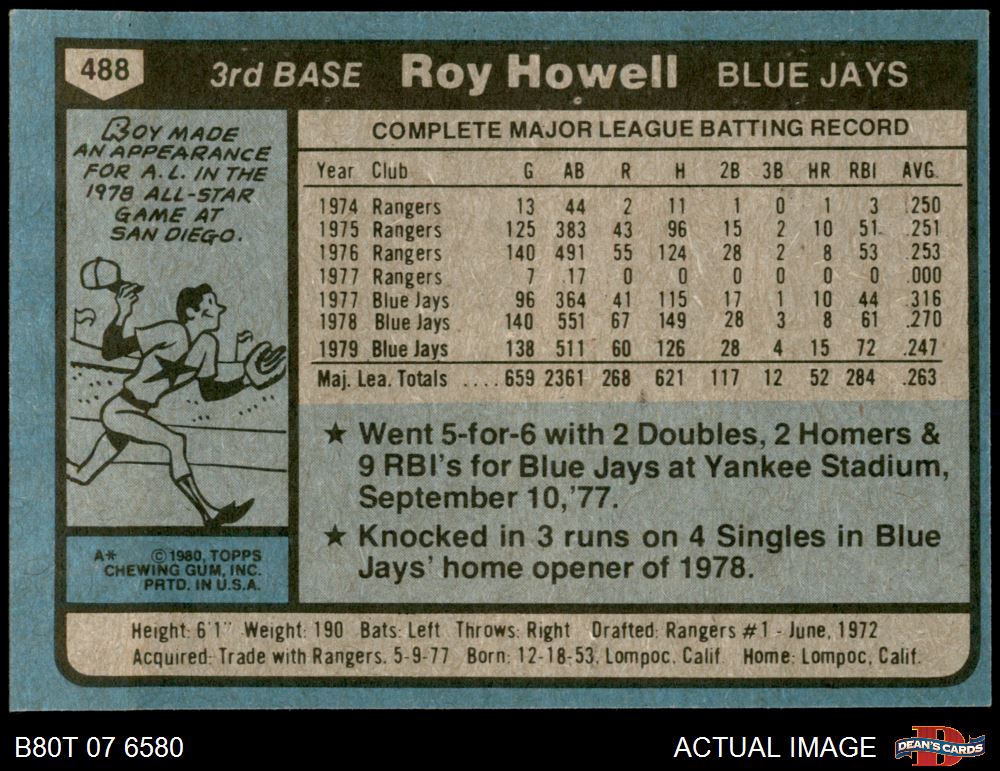 488 3rd BASE Roy Howell BLUE JAYS
ROY MADE
AN APPEARANCE
FOR A.L. IN THE
1978 ALL-STAR
GAME AT
SAN DIEGO.
COMPLETE MAJOR LEAGUE BATTING RECORD
Year Club G AB R H 2B 3B HR RBI AVG.
1974 Rangers 13 44 2 11 1 0 1 3 .250
1975 Rangers 125 383 43 96 15 2 10 51 .251
1976 Rangers 140 491 55 124 28 2 8 53 .253
1977 Rangers 7 17 0 0 0 0 0 0 .000
1977 Blue Jays 96 364 41 115 17 1 10 44 .316
1978 Blue Jays 140 551 67 149 28 3 8 61 .270
1979 Blue Jays 138 511 60 126 28 4 15 72 .247
Maj. Lea. Totals ....659 2361 268 621 117 12 52 284 .263
★ Went 5-for-6 with 2 Doubles, 2 Homers &
9 RBI's for Blue Jays at Yankee Stadium,
September 10,'77.
★ Knocked in 3 runs on 4 Singles in Blue
Jays' home opener of 1978.
A* © 1980, TOPPS
CHEWING GUM, INC.
PRTD. IN U.S.A.
Height: 6'1" Weight: 190 Bats: Left Throws: Right Drafted: Rangers #1 - June, 1972
Acquired: Trade with Rangers, 5-9-77 Born: 12-18-53, Lompoc, Calif. Home: Lompoc, Calif.
B80T 07 6580 ACTUAL IMAGE
D
DEAN'S CARDS